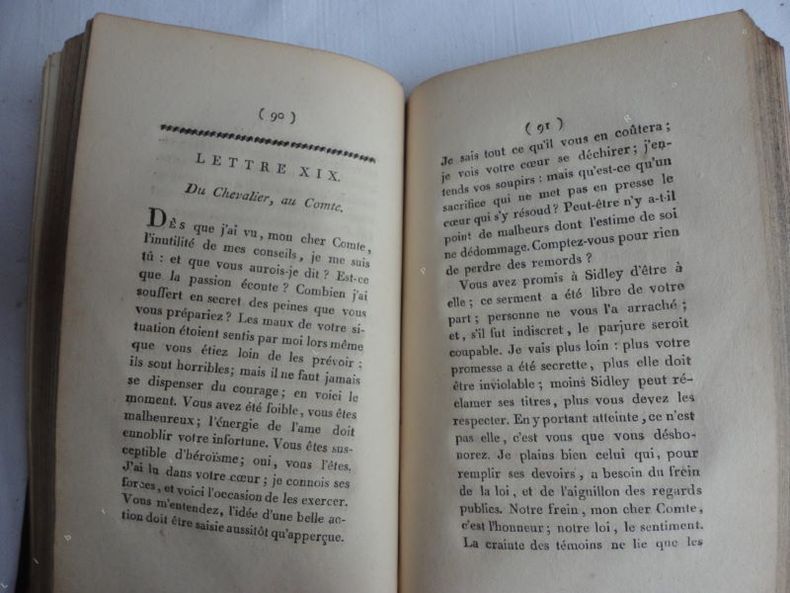 ( 90 )
LETTRE XIX.
Du Chevalier, au Comte.
Dès que j'ai vu, mon cher Comte,
l'inutilité de mes conseils, je me suis
tû : et que vous aurois-je dit ? Est-ce
que la passion écoute ? Combien j'ai
souffert en secret des peines que vous
vous prépariez ? Les maux de votre si-
tuation étoient sentis par moi lors même
que vous étiez loin de les prévoir ;
ils sont horribles ; mais il ne faut jamais
se dispenser du courage ; en voici le
moment. Vous avez été foible, vous êtes
malheureux ; l'énergie de l'ame doit
ennoblir votre infortune. Vous êtes sus-
ceptible d'héroïsme ; oui, vous l'êtes.
J'ai lu dans votre cœur ; je connois ses
forces, et voici l'occasion de les exercer.
Vous m'entendez, l'idée d'une belle ac-
tion doit être saisie aussitôt qu'apperçue.
( 91 )
Je sais tout ce qu'il vous en coûtera ;
je vois votre cœur se déchirer ; j'en-
tends vos soupirs : mais qu'est-ce qu'un
sacrifice qui ne met pas en presse le
cœur qui s'y résoud ? Peut-être n'y a-t-il
point de malheurs dont l'estime de soi
ne dédommage. Comptez-vous pour rien
de perdre des remords ?
Vous avez promis à Sidley d'être à
elle ; ce serment a été libre de votre
part ; personne ne vous l'a arraché ;
et, s'il fut indiscret, le parjure seroit
coupable. Je vais plus loin : plus votre
promesse a été secrette, plus elle doit
être inviolable ; moins Sidley peut ré-
clamer ses titres, plus vous devez les
respecter. En y portant atteinte, ce n'est
pas elle, c'est vous que vous désho-
norez. Je plains bien celui qui, pour
remplir ses devoirs, a besoin du frein
de la loi, et de l'aiguillon des regards
publics. Notre frein, mon cher Comte,
c'est l'honneur ; notre loi, le sentiment.
La crainte des témoins ne lie que les